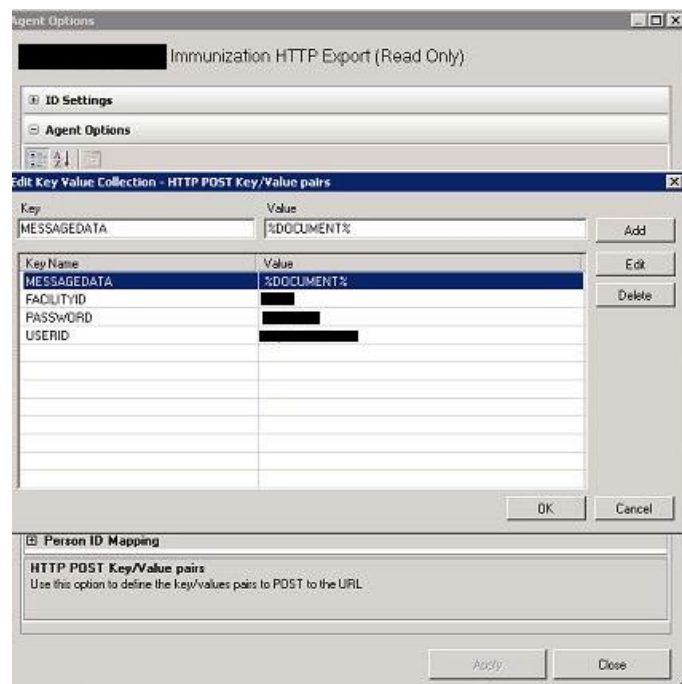 Agent Options
Immunization HTTP Export (Read Only)
ID Settings
Agent Options
Edit Key Value Collection - HTTP POST Key/Value pairs
Key Value
MESSAGEDATA %DOCUMENT% Add
Key Name Value Edit
MESSAGEDATA %DOCUMENT%
FACILITYID Delete
PASSWORD
USERID
OK Cancel
Person ID Mapping
HTTP POST Key/Value pairs
Use this option to define the key/values pairs to POST to the URL
Apply Close